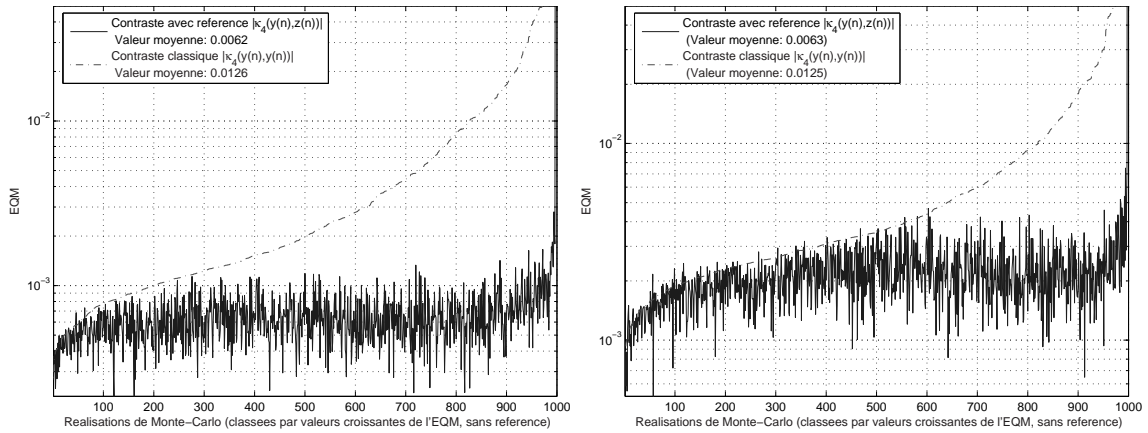 Contraste avec reference |κ4(y(n),z(n))|
Valeur moyenne: 0.0062
Contraste classique |κ4(y(n),y(n))|
Valeur moyenne: 0.0126
10−2
10−3
EQM
100 200 300 400 500 600 700 800 900 1000
Realisations de Monte−Carlo (classees par valeurs croissantes de l'EQM, sans reference)
Contraste avec reference |κ4(y(n),z(n))|
(Valeur moyenne: 0.0063)
Contraste classique |κ4(y(n),y(n))|
(Valeur moyenne: 0.0125)
10−2
10−3
EQM
100 200 300 400 500 600 700 800 900 1000
Realisations de Monte−Carlo (classees par valeurs croissantes de l'EQM, sans reference)